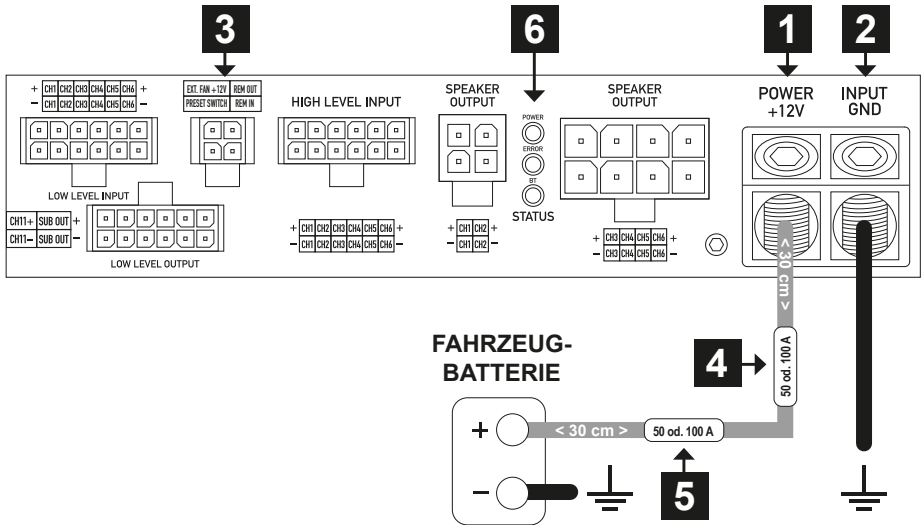 3
6
1
2
+ CH1 CH2 CH3 CH4 CH5 CH6 +
− CH1 CH2 CH3 CH4 CH5 CH6 −
LOW LEVEL INPUT
EXT. FAN +12V REM OUT
PRESET SWITCH REM IN
HIGH LEVEL INPUT
+ CH1 CH2 CH3 CH4 CH5 CH6 +
− CH1 CH2 CH3 CH4 CH5 CH6 −
SPEAKER
OUTPUT
+ CH1 CH2 +
− CH1 CH2 −
POWER
ERROR
BT
STATUS
SPEAKER
OUTPUT
+ CH3 CH4 CH5 CH6 +
− CH3 CH4 CH5 CH6 −
POWER
+12V
INPUT
GND
CH11+ SUB OUT +
CH11− SUB OUT −
LOW LEVEL OUTPUT
< 30 cm >
4
50 od. 100 A
FAHRZEUG-
BATTERIE
+
< 30 cm >
50 od. 100 A
−
5